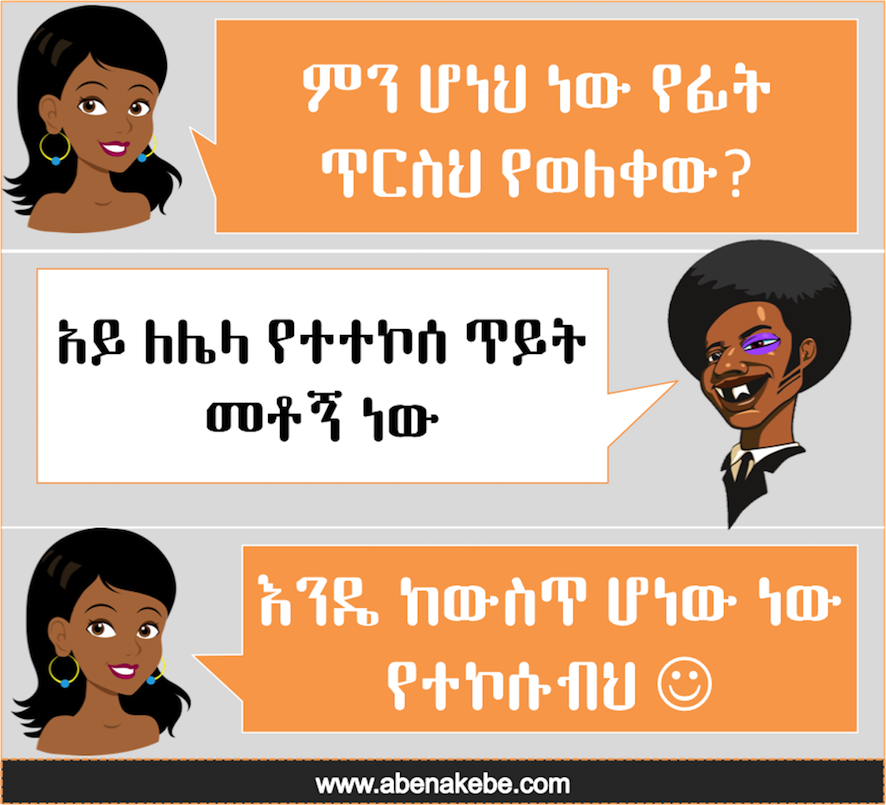 ምን ሆነህ ነው የፊት
ጥርስህ የወለቀው?
አይ ለሌላ የተተኮሰ ጥይት
መቶኝ ነው
እንዴ ከውስጥ ሆነው ነው
የተኮሱብህ ☺
www.abenakebe.com